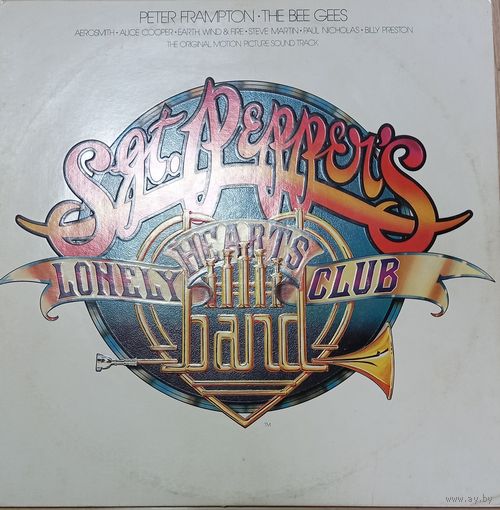 PETER FRAMPTON · THE BEE GEES
AEROSMITH · ALICE COOPER · EARTH, WIND & FIRE · STEVE MARTIN · PAUL NICHOLAS · BILLY PRESTON
THE ORIGINAL MOTION PICTURE SOUND TRACK
Sgt. Pepper's
HEARTS
LONELY CLUB
band
TM
www.ay.by